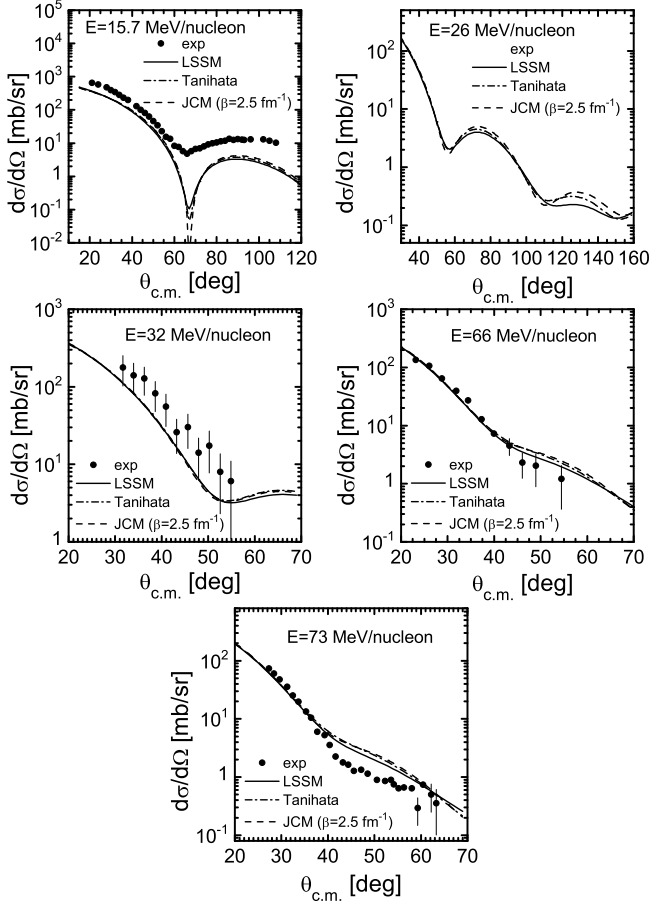 E=15.7 MeV/nucleon
exp
LSSM
Tanihata
JCM (β=2.5 fm⁻¹)
dσ/dΩ [mb/sr]
10⁵
10⁴
10³
10²
10¹
1
10⁻¹
10⁻²
20 40 60 80 100 120
θc.m. [deg]
E=26 MeV/nucleon
exp
LSSM
Tanihata
JCM (β=2.5 fm⁻¹)
dσ/dΩ [mb/sr]
10²
10¹
10⁰
10⁻¹
40 60 80 100 120 140 160
θc.m. [deg]
E=32 MeV/nucleon
exp
LSSM
Tanihata
JCM (β=2.5 fm⁻¹)
dσ/dΩ [mb/sr]
10³
10²
10¹
1
20 30 40 50 60 70
θc.m. [deg]
E=66 MeV/nucleon
exp
LSSM
Tanihata
JCM (β=2.5 fm⁻¹)
dσ/dΩ [mb/sr]
10³
10²
10¹
10⁰
10⁻¹
20 30 40 50 60 70
θc.m. [deg]
E=73 MeV/nucleon
exp
LSSM
Tanihata
JCM (β=2.5 fm⁻¹)
dσ/dΩ [mb/sr]
10²
10¹
1
10⁻¹
20 30 40 50 60 70
θc.m. [deg]